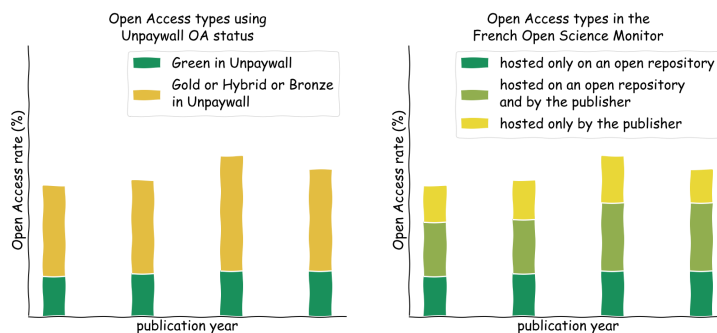 Open Access types using
Unpaywall OA status
Green in Unpaywall
Gold or Hybrid or Bronze
in Unpaywall
Open Access rate (%)
publication year
Open Access types in the
French Open Science Monitor
hosted only on an open repository
hosted on an open repository
and by the publisher
hosted only by the publisher
Open Access rate (%)
publication year